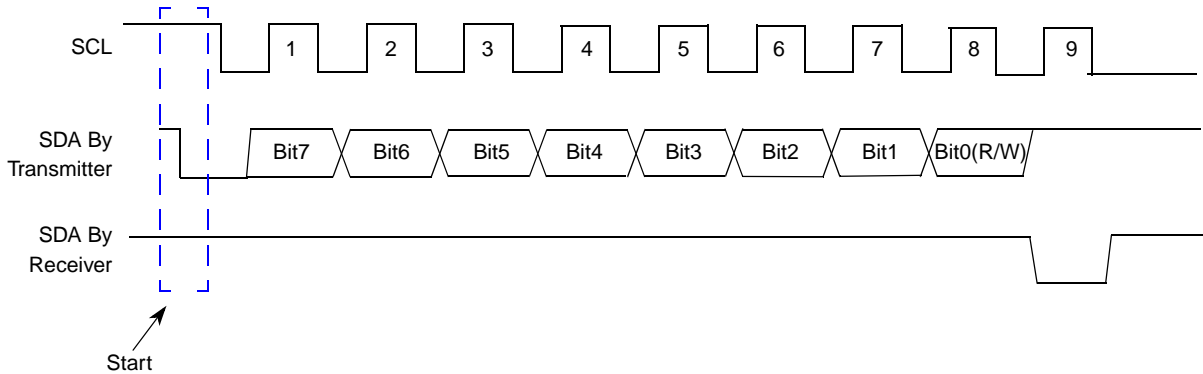 SCL
1 2 3 4 5 6 7 8 9
SDA By
Transmitter
Bit7 Bit6 Bit5 Bit4 Bit3 Bit2 Bit1 Bit0(R/W)
SDA By
Receiver
Start